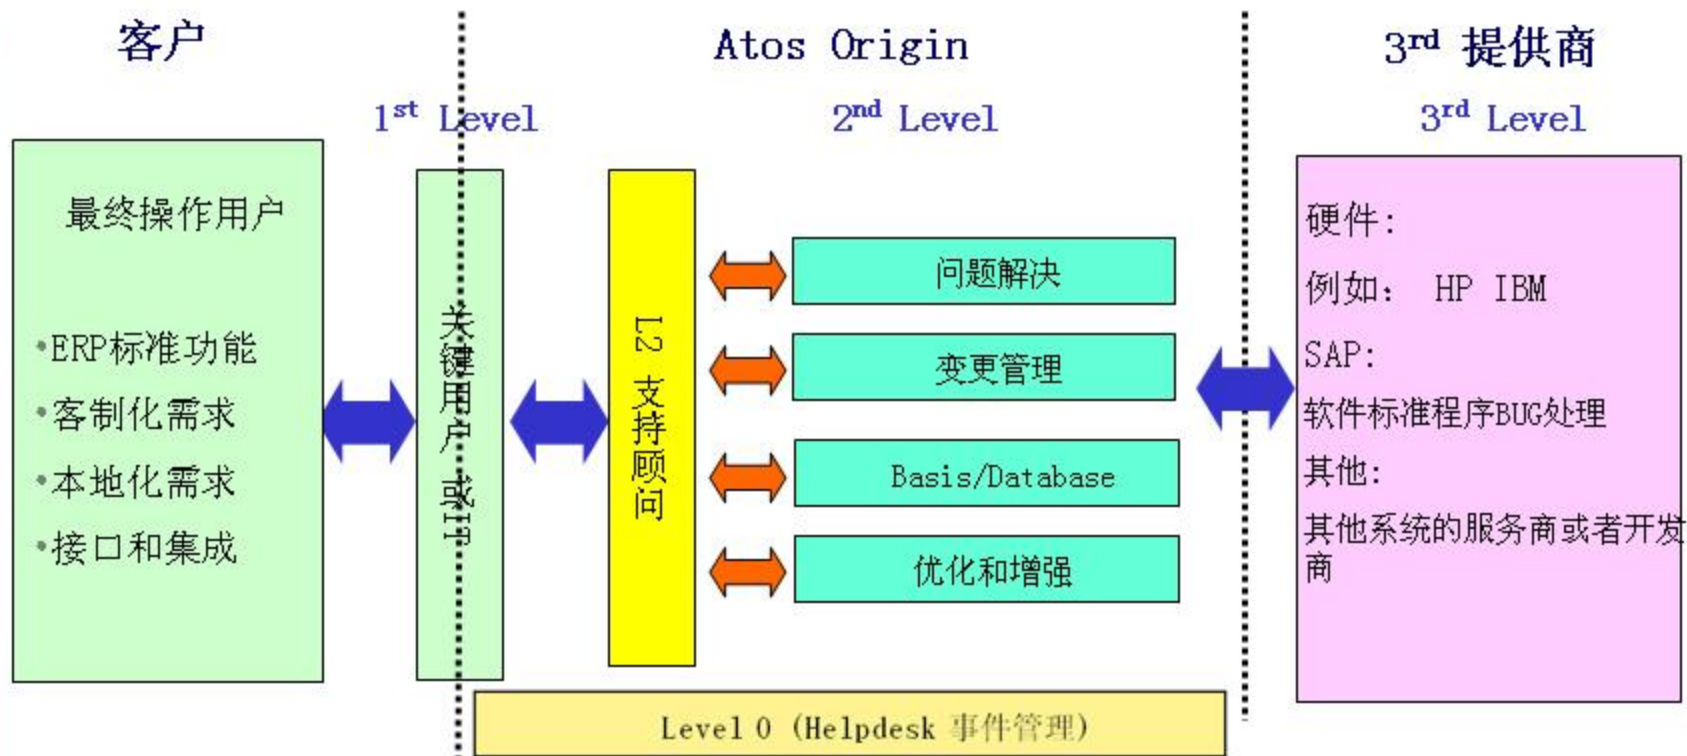 客户
Atos Origin
3rd 提供商
1st Level
2nd Level
3rd Level
最终操作用户
•ERP标准功能
•客制化需求
•本地化需求
•接口和集成
关键用户 或IT
L2 支持顾问
问题解决
变更管理
Basis/Database
优化和增强
硬件:
例如: HP IBM
SAP:
软件标准程序BUG处理
其他:
其他系统的服务商或者开发
商
Level 0 (Helpdesk 事件管理)